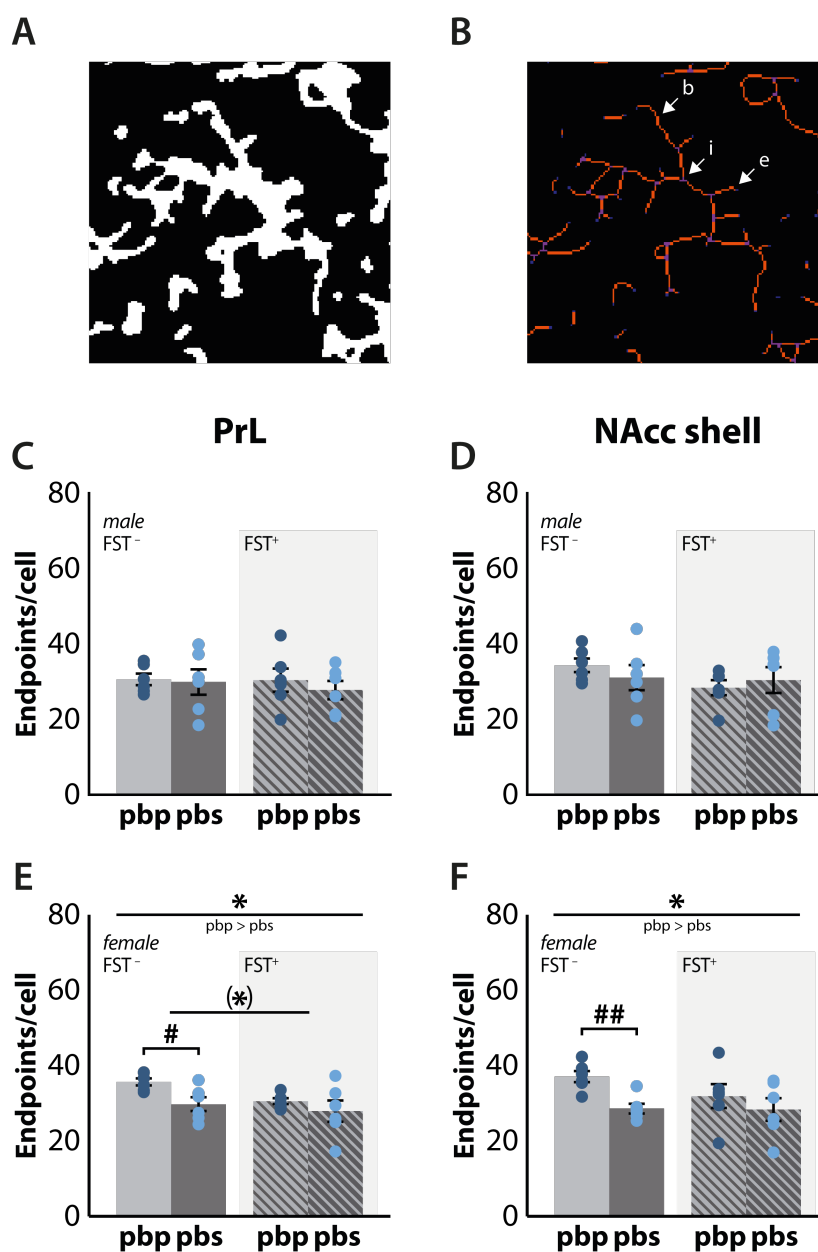 A
B
b
i
e
PrL
NAcc shell
C
Endpoints/cell
80
60
40
20
0
male
FST⁻
FST⁺
pbp pbs
pbp pbs
D
Endpoints/cell
80
60
40
20
0
male
FST⁻
FST⁺
pbp pbs
pbp pbs
E
Endpoints/cell
80
60
40
20
0
*
pbp > pbs
female
FST⁻
FST⁺
(*)
#
pbp pbs
pbp pbs
F
Endpoints/cell
80
60
40
20
0
*
pbp > pbs
female
FST⁻
FST⁺
##
pbp pbs
pbp pbs